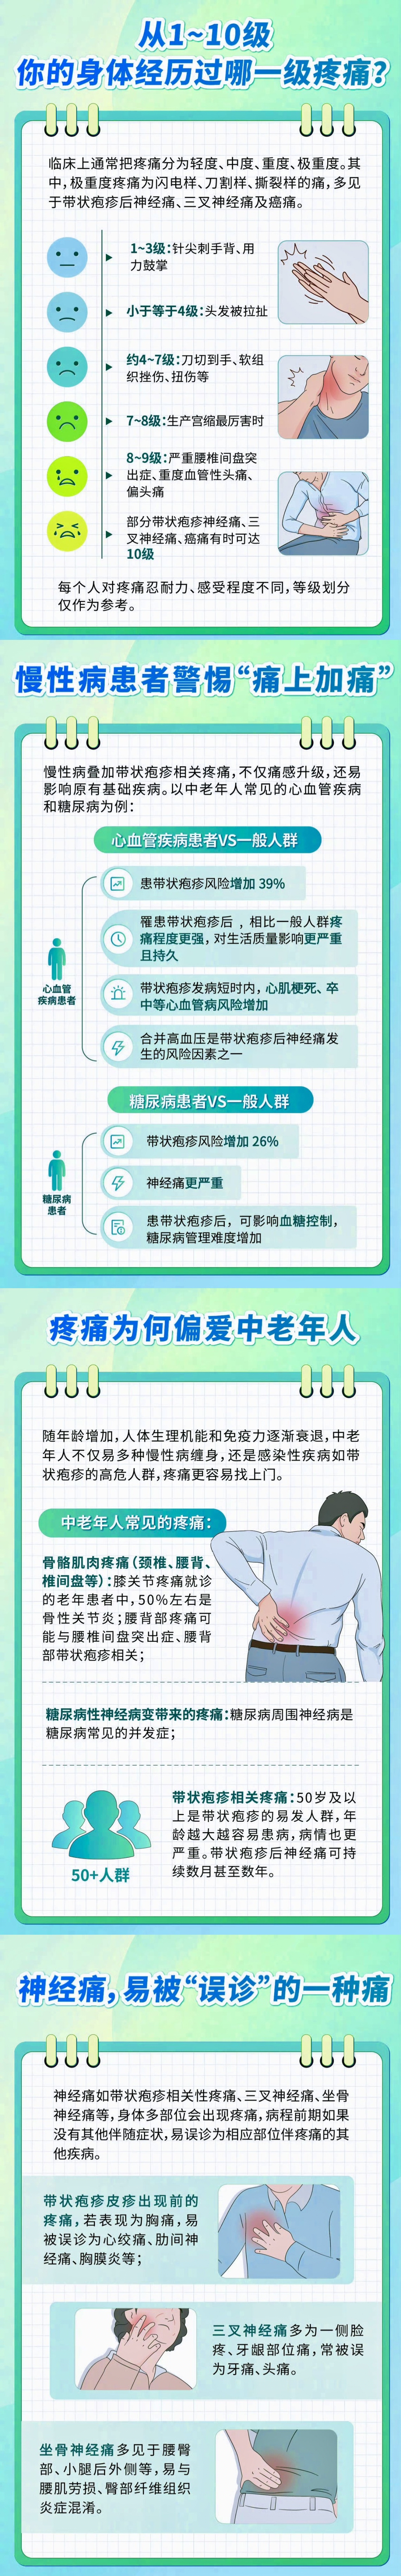 从1~10级
你的身体经历过哪一级疼痛?
临床上通常把疼痛分为轻度、中度、重度、极重度。其
中,极重度疼痛为闪电样、刀割样、撕裂样的痛,多见
于带状疱疹后神经痛、三叉神经痛及癌痛。
1~3级:针尖刺手背、用
力鼓掌
小于等于4级:头发被拉扯
约4~7级:刀切到手、软组
织挫伤、扭伤等
7~8级:生产宫缩最厉害时
8~9级:严重腰椎间盘突
出症、重度血管性头痛、
偏头痛
部分带状疱疹神经痛、三
叉神经痛、癌痛有时可达
10级
每个人对疼痛忍耐力、感受程度不同,等级划分
仅作为参考。
慢性病患者警惕“痛上加痛”
慢性病叠加带状疱疹相关疼痛,不仅痛感升级,还易
影响原有基础疾病。以中老年人常见的心血管疾病
和糖尿病为例:
心血管疾病患者VS一般人群
患带状疱疹风险增加 39%
罹患带状疱疹后,相比一般人群疼
痛程度更强,对生活质量影响更严重
且持久
心血管
疾病患者
带状疱疹发病短时内,心肌梗死、卒
中等心血管病风险增加
合并高血压是带状疱疹后神经痛发
生的风险因素之一
糖尿病患者VS一般人群
带状疱疹风险增加 26%
神经痛更严重
糖尿病
患者
患带状疱疹后,可影响血糖控制,
糖尿病管理难度增加
疼痛为何偏爱中老年人
随年龄增加,人体生理机能和免疫力逐渐衰退,中老
年人不仅易多种慢性病缠身,还是感染性疾病如带
状疱疹的高危人群,疼痛更容易找上门。
中老年人常见的疼痛:
骨骼肌肉疼痛(颈椎、腰背、
椎间盘等):膝关节疼痛就诊
的老年患者中,50%左右是
骨性关节炎;腰背部疼痛可
能与腰椎间盘突出症、腰背
部带状疱疹相关;
糖尿病性神经病变带来的疼痛:糖尿病周围神经病是
糖尿病常见的并发症;
带状疱疹相关疼痛:50岁及以
上是带状疱疹的易发人群,年
龄越大越容易患病,病情也更
严重。带状疱疹后神经痛可持
续数月甚至数年。
50+人群
神经痛,易被“误诊”的一种痛
神经痛如带状疱疹相关性疼痛、三叉神经痛、坐骨
神经痛等,身体多部位会出现疼痛,病程前期如果
没有其他伴随症状,易误诊为相应部位伴疼痛的其
他疾病。
带状疱疹皮疹出现前的
疼痛,若表现为胸痛,易
被误诊为心绞痛、肋间神
经痛、胸膜炎等;
三叉神经痛多为一侧脸
疼、牙龈部位痛,常被误
为牙痛、头痛。
坐骨神经痛多见于腰臀
部、小腿后外侧等,易与
腰肌劳损、臀部纤维组织
炎症混淆。